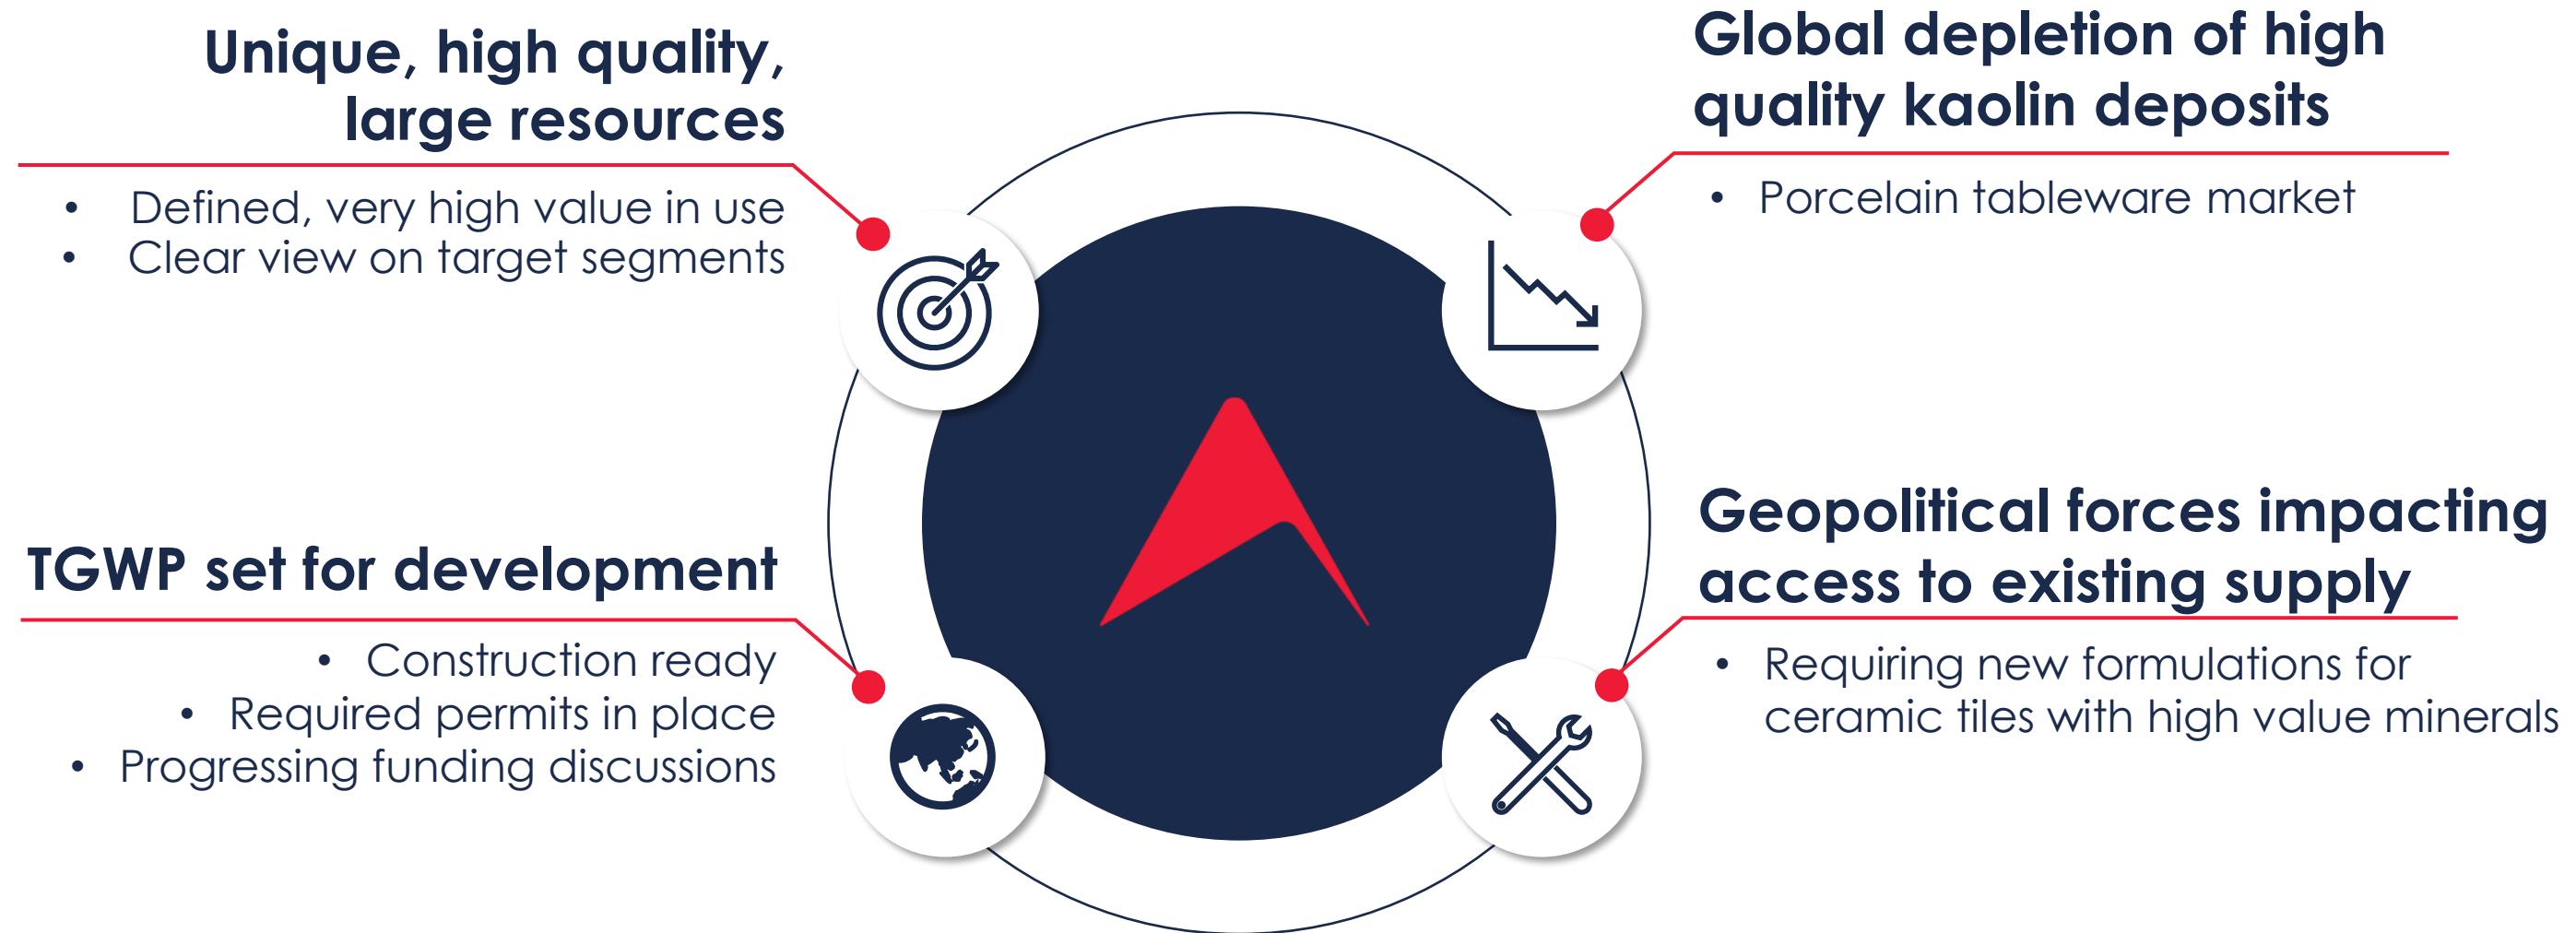 Unique, high quality,
large resources
• Defined, very high value in use
• Clear view on target segments
Global depletion of high
quality kaolin deposits
• Porcelain tableware market
TGWP set for development
• Construction ready
• Required permits in place
• Progressing funding discussions
Geopolitical forces impacting
access to existing supply
• Requiring new formulations for
ceramic tiles with high value minerals